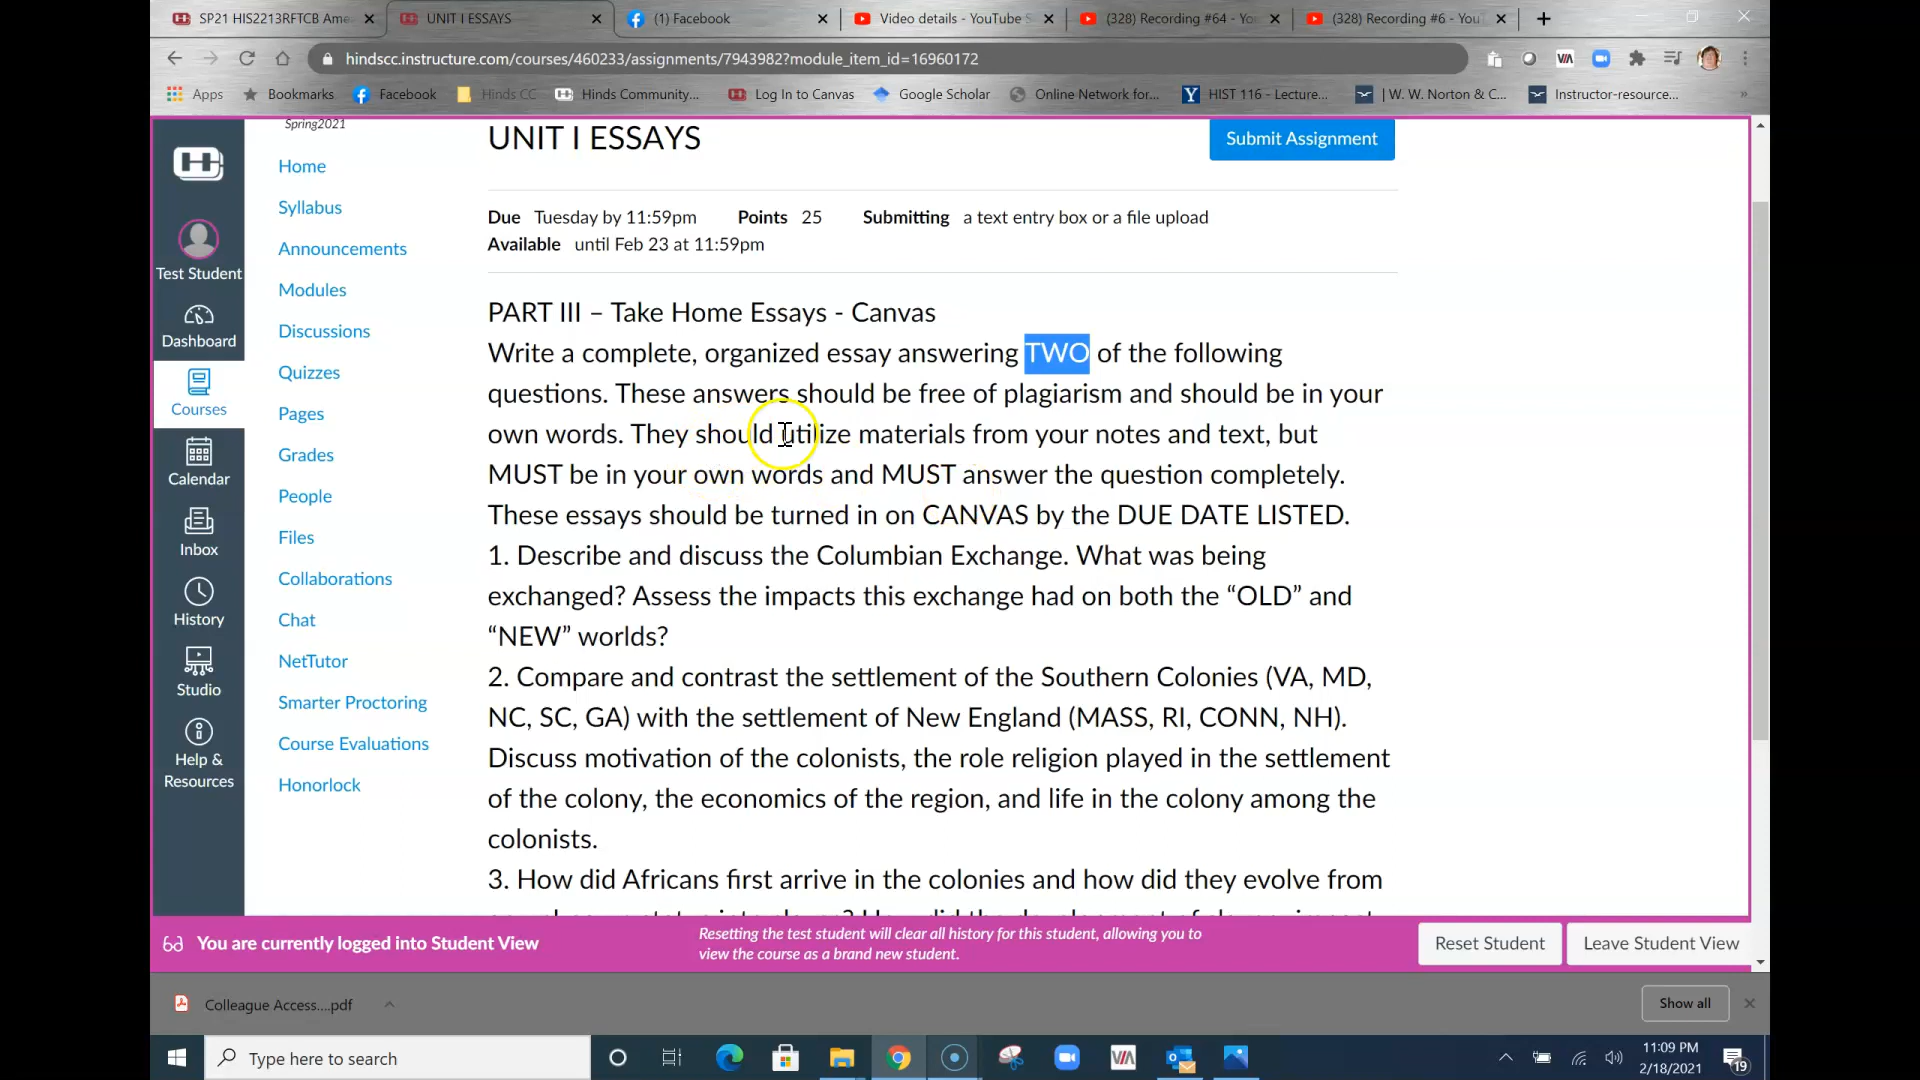 SP21 HIS2213RFTCB Ame
UNIT I ESSAYS
(1) Facebook
Video details - YouTube S
(328) Recording #64 - Yo
(328) Recording #6 - You
hindscc.instructure.com/courses/460233/assignments/7943982?module_item_id=16960172
Apps
Bookmarks
Facebook
Hinds CC
Hinds Community...
Log In to Canvas
Google Scholar
Online Network for...
HIST 116 - Lecture...
| W. W. Norton & C...
Instructor-resource...
»
Spring2021
Home
Syllabus
Announcements
Modules
Discussions
Quizzes
Pages
Grades
People
Files
Collaborations
Chat
NetTutor
Smarter Proctoring
Course Evaluations
Honorlock
Test Student
Dashboard
Courses
Calendar
Inbox
History
Studio
Help &
Resources
UNIT I ESSAYS
Submit Assignment
Due Tuesday by 11:59pm Points 25 Submitting a text entry box or a file upload
Available until Feb 23 at 11:59pm
PART III – Take Home Essays - Canvas
Write a complete, organized essay answering TWO of the following
questions. These answers should be free of plagiarism and should be in your
own words. They should utilize materials from your notes and text, but
MUST be in your own words and MUST answer the question completely.
These essays should be turned in on CANVAS by the DUE DATE LISTED.
1. Describe and discuss the Columbian Exchange. What was being
exchanged? Assess the impacts this exchange had on both the “OLD” and
“NEW” worlds?
2. Compare and contrast the settlement of the Southern Colonies (VA, MD,
NC, SC, GA) with the settlement of New England (MASS, RI, CONN, NH).
Discuss motivation of the colonists, the role religion played in the settlement
of the colony, the economics of the region, and life in the colony among the
colonists.
3. How did Africans first arrive in the colonies and how did they evolve from
You are currently logged into Student View
Resetting the test student will clear all history for this student, allowing you to
view the course as a brand new student.
Reset Student
Leave Student View
Colleague Access....pdf
Show all
Type here to search
VIA
11:09 PM
2/18/2021
19